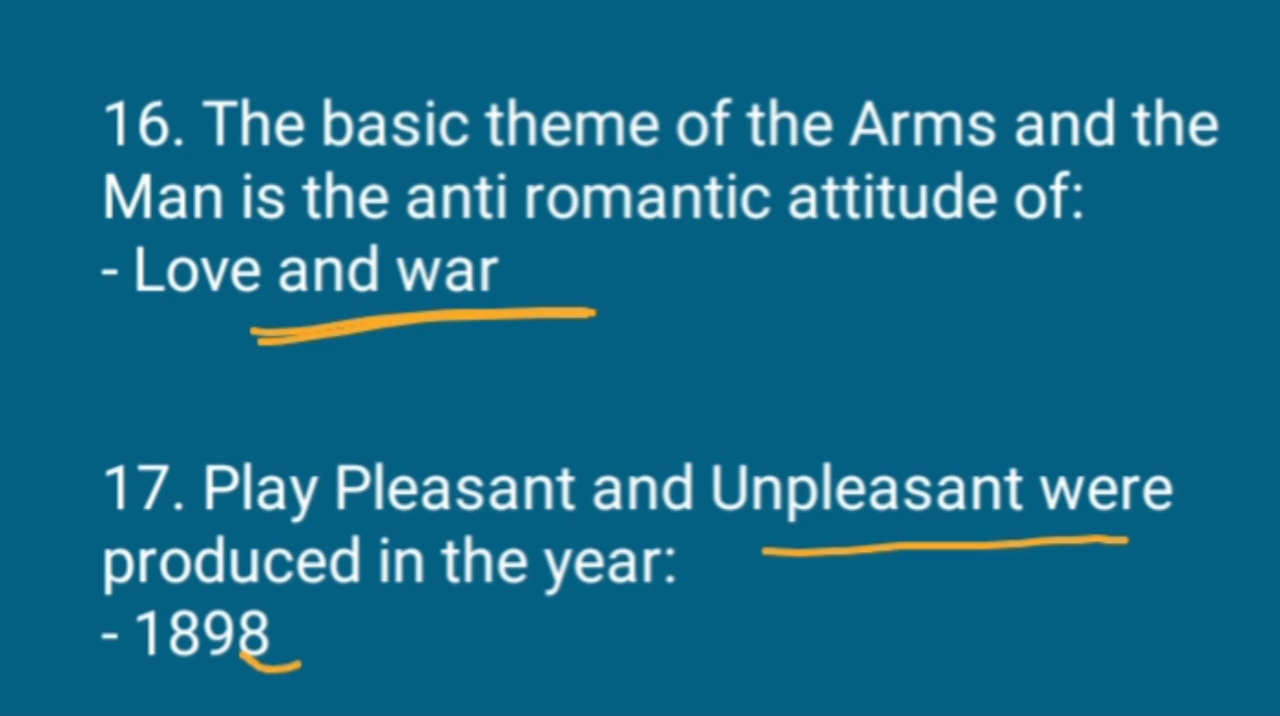 16. The basic theme of the Arms and the
Man is the anti romantic attitude of:
- Love and war
17. Play Pleasant and Unpleasant were
produced in the year:
- 1898